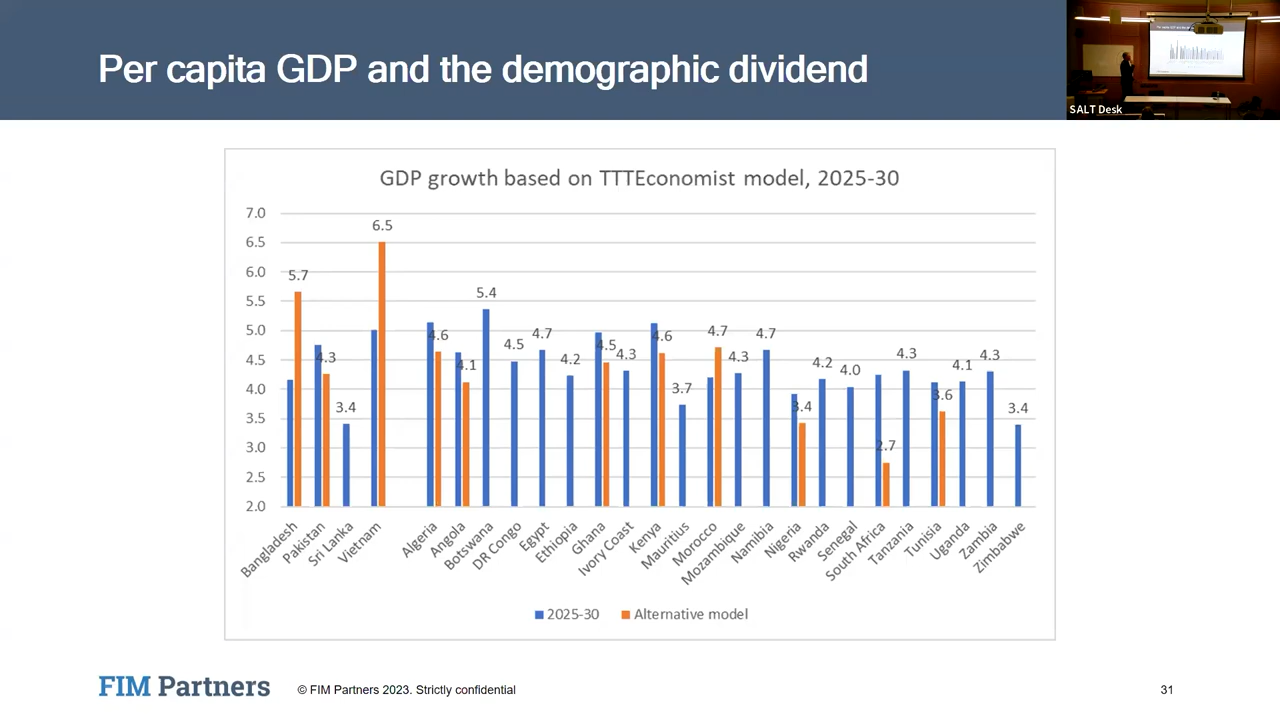 Per capita GDP and the demographic dividend
SALT Desk
GDP growth based on TTTEconomist model, 2025-30
7.0
6.5
6.0
5.5
5.0
4.5
4.0
3.5
3.0
2.5
2.0
5.7
4.3
3.4
6.5
4.6
4.1
5.4
4.5
4.7
4.2
4.5
4.3
4.6
3.7
4.7
4.3
4.7
3.4
4.2
4.0
2.7
4.3
3.6
4.1
4.3
3.4
Bangladesh
Pakistan
Sri Lanka
Vietnam
Algeria
Angola
Botswana
DR Congo
Egypt
Ethiopia
Ghana
Ivory Coast
Kenya
Mauritius
Morocco
Mozambique
Namibia
Nigeria
Rwanda
Senegal
South Africa
Tanzania
Tunisia
Uganda
Zambia
Zimbabwe
2025-30
Alternative model
FIM Partners
© FIM Partners 2023. Strictly confidential
31